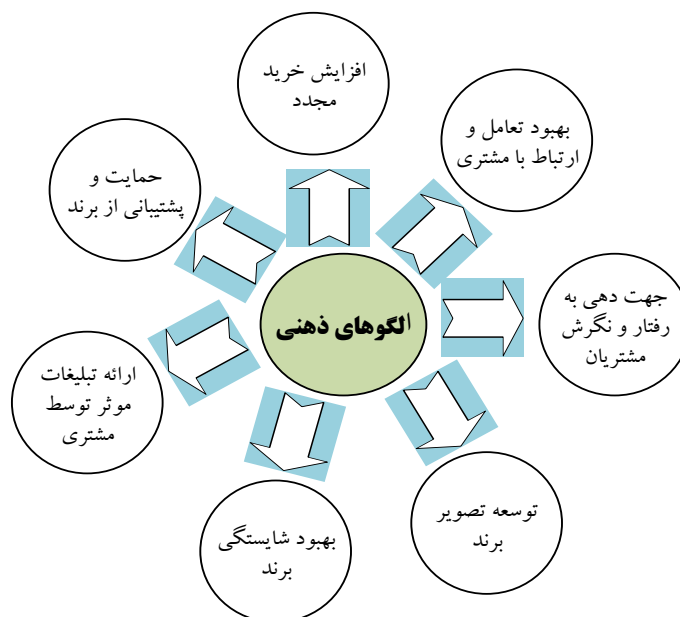 افزایش خرید
مجدد
بهبود تعامل و
ارتباط با مشتری
حمایت و
پشتیبانی از برند
جهت دهی به
رفتار و نگرش
مشتریان
الگوهای ذهنی
ارائه تبلیغات
موثر توسط
مشتری
توسعه تصویر
برند
بهبود شایستگی
برند